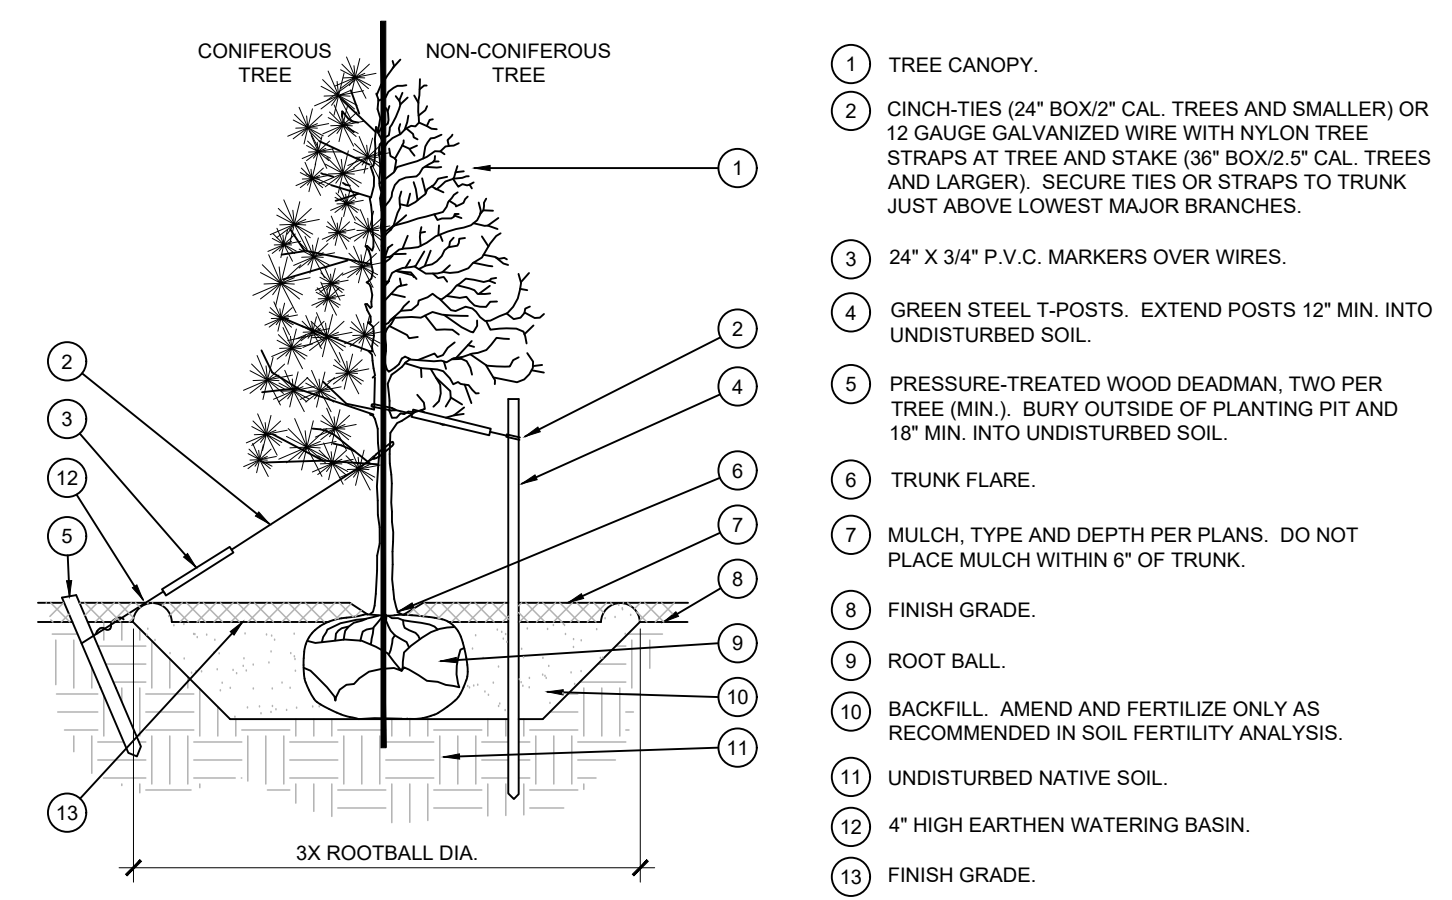 CONIFEROUS
TREE
NON-CONIFEROUS
TREE
1
2
4
6
7
8
9
10
11
2
3
12
5
13
3X ROOTBALL DIA.
1 TREE CANOPY.
2 CINCH-TIES (24" BOX/2" CAL. TREES AND SMALLER) OR
12 GAUGE GALVANIZED WIRE WITH NYLON TREE
STRAPS AT TREE AND STAKE (36" BOX/2.5" CAL. TREES
AND LARGER). SECURE TIES OR STRAPS TO TRUNK
JUST ABOVE LOWEST MAJOR BRANCHES.
3 24" X 3/4" P.V.C. MARKERS OVER WIRES.
4 GREEN STEEL T-POSTS. EXTEND POSTS 12" MIN. INTO
UNDISTURBED SOIL.
5 PRESSURE-TREATED WOOD DEADMAN, TWO PER
TREE (MIN.). BURY OUTSIDE OF PLANTING PIT AND
18" MIN. INTO UNDISTURBED SOIL.
6 TRUNK FLARE.
7 MULCH, TYPE AND DEPTH PER PLANS. DO NOT
PLACE MULCH WITHIN 6" OF TRUNK.
8 FINISH GRADE.
9 ROOT BALL.
10 BACKFILL. AMEND AND FERTILIZE ONLY AS
RECOMMENDED IN SOIL FERTILITY ANALYSIS.
11 UNDISTURBED NATIVE SOIL.
12 4" HIGH EARTHEN WATERING BASIN.
13 FINISH GRADE.